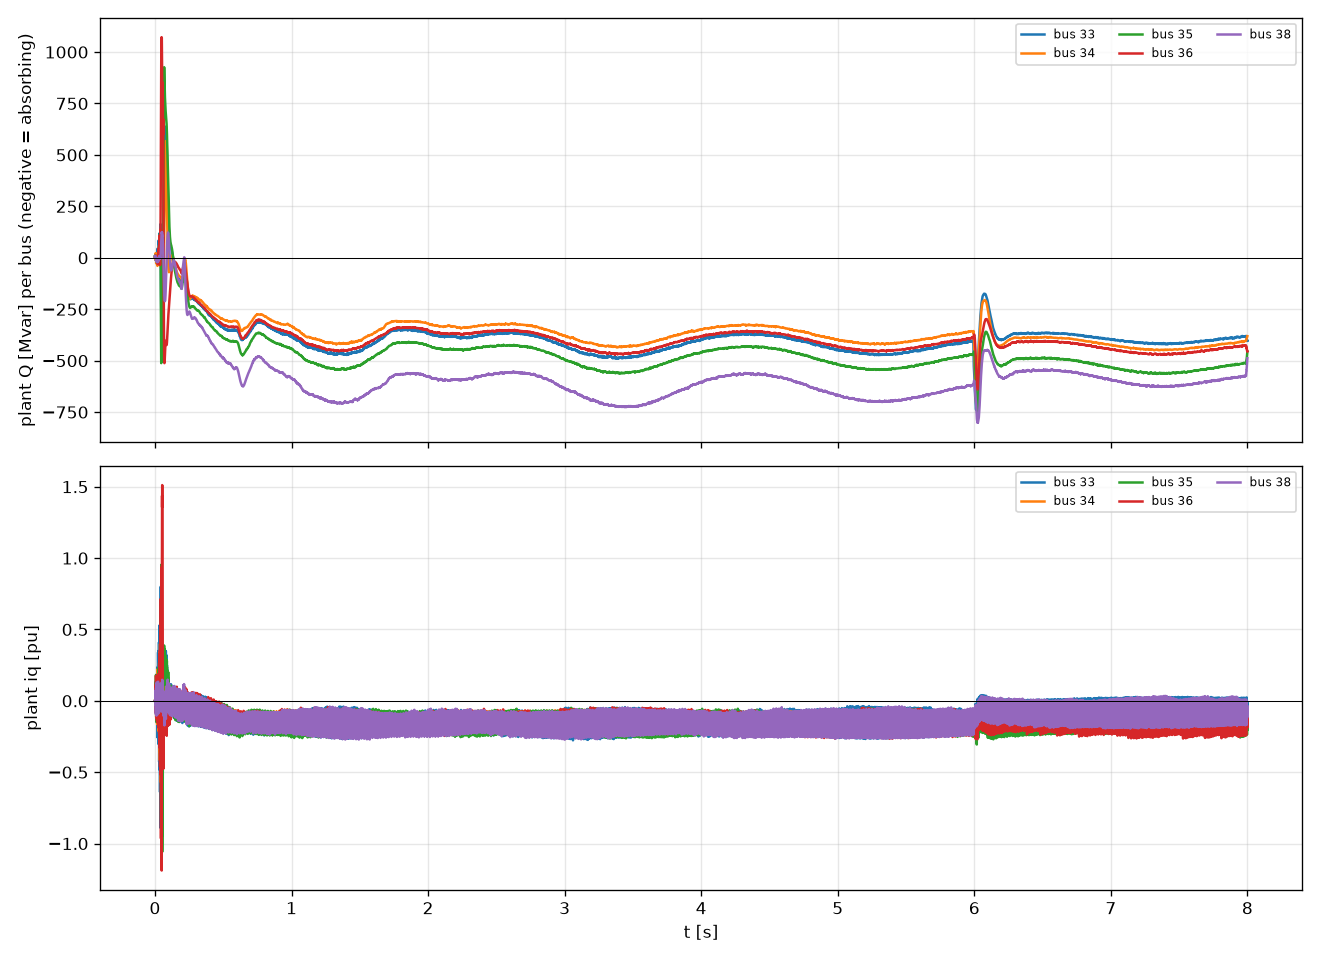 plant Q [Mvar] per bus (negative = absorbing)
1000
750
500
250
0
−250
−500
−750
bus 33 bus 35 bus 38
bus 34 bus 36
plant iq [pu]
1.5
1.0
0.5
0.0
−0.5
−1.0
bus 33 bus 35 bus 38
bus 34 bus 36
0 1 2 3 4 5 6 7 8
t [s]